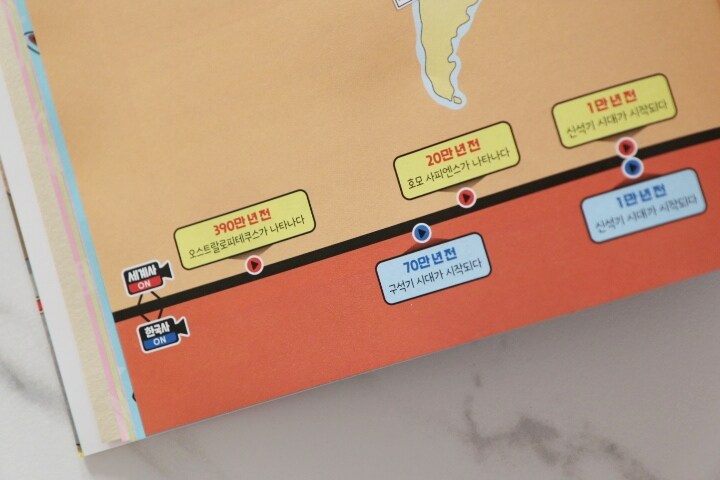 1만 년 전
신석기 시대가 시작되다
20만 년 전
호모 사피엔스가 나타나다
390만 년 전
오스트랄로피테쿠스가 나타나다
세계사
ON
한국사
ON
70만 년 전
구석기 시대가 시작되다
1만 년 전
신석기 시대가 시작되다